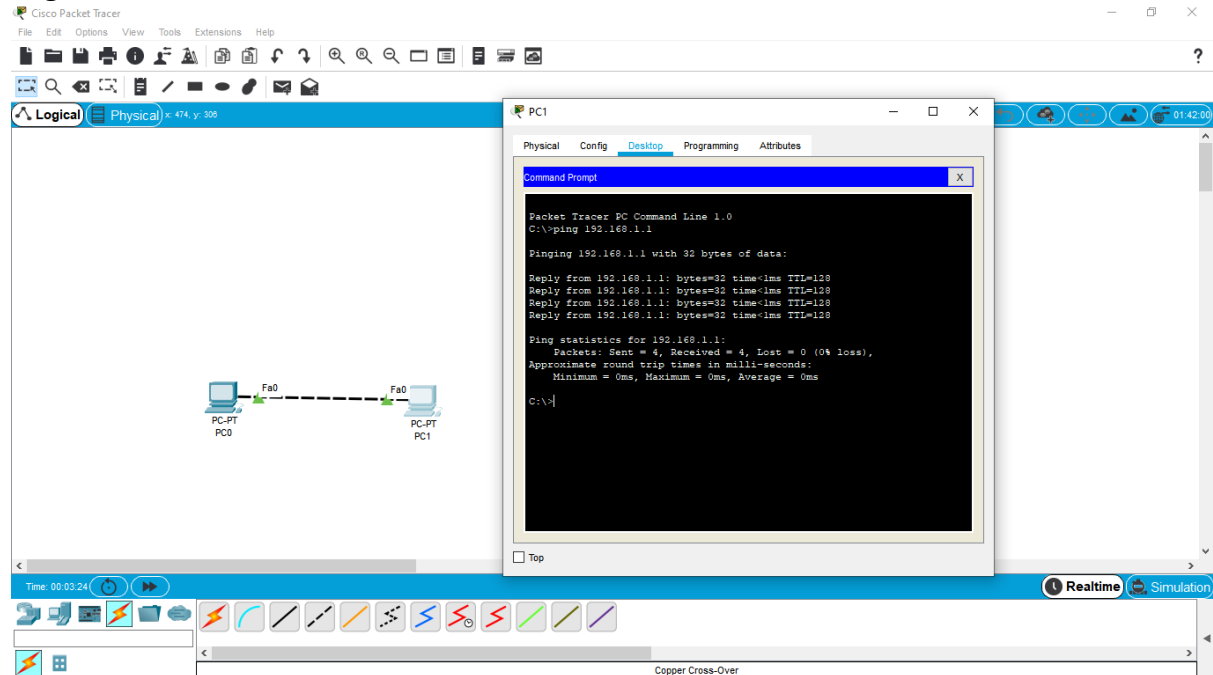 Cisco Packet Tracer
File Edit Options View Tools Extensions Help
?
Logical Physical x: 474, y: 306
01:42:00
PC1
Physical Config Desktop Programming Attributes
Command Prompt
X
Packet Tracer PC Command Line 1.0
C:\>ping 192.168.1.1
Pinging 192.168.1.1 with 32 bytes of data:
Reply from 192.168.1.1: bytes=32 time<1ms TTL=128
Reply from 192.168.1.1: bytes=32 time<1ms TTL=128
Reply from 192.168.1.1: bytes=32 time<1ms TTL=128
Reply from 192.168.1.1: bytes=32 time<1ms TTL=128
Ping statistics for 192.168.1.1:
Packets: Sent = 4, Received = 4, Lost = 0 (0% loss),
Approximate round trip times in milli-seconds:
Minimum = 0ms, Maximum = 0ms, Average = 0ms
C:\>
Fa0 Fa0
PC-PT
PC0
PC-PT
PC1
Top
Time: 00:03:24
Realtime Simulation
Copper Cross-Over